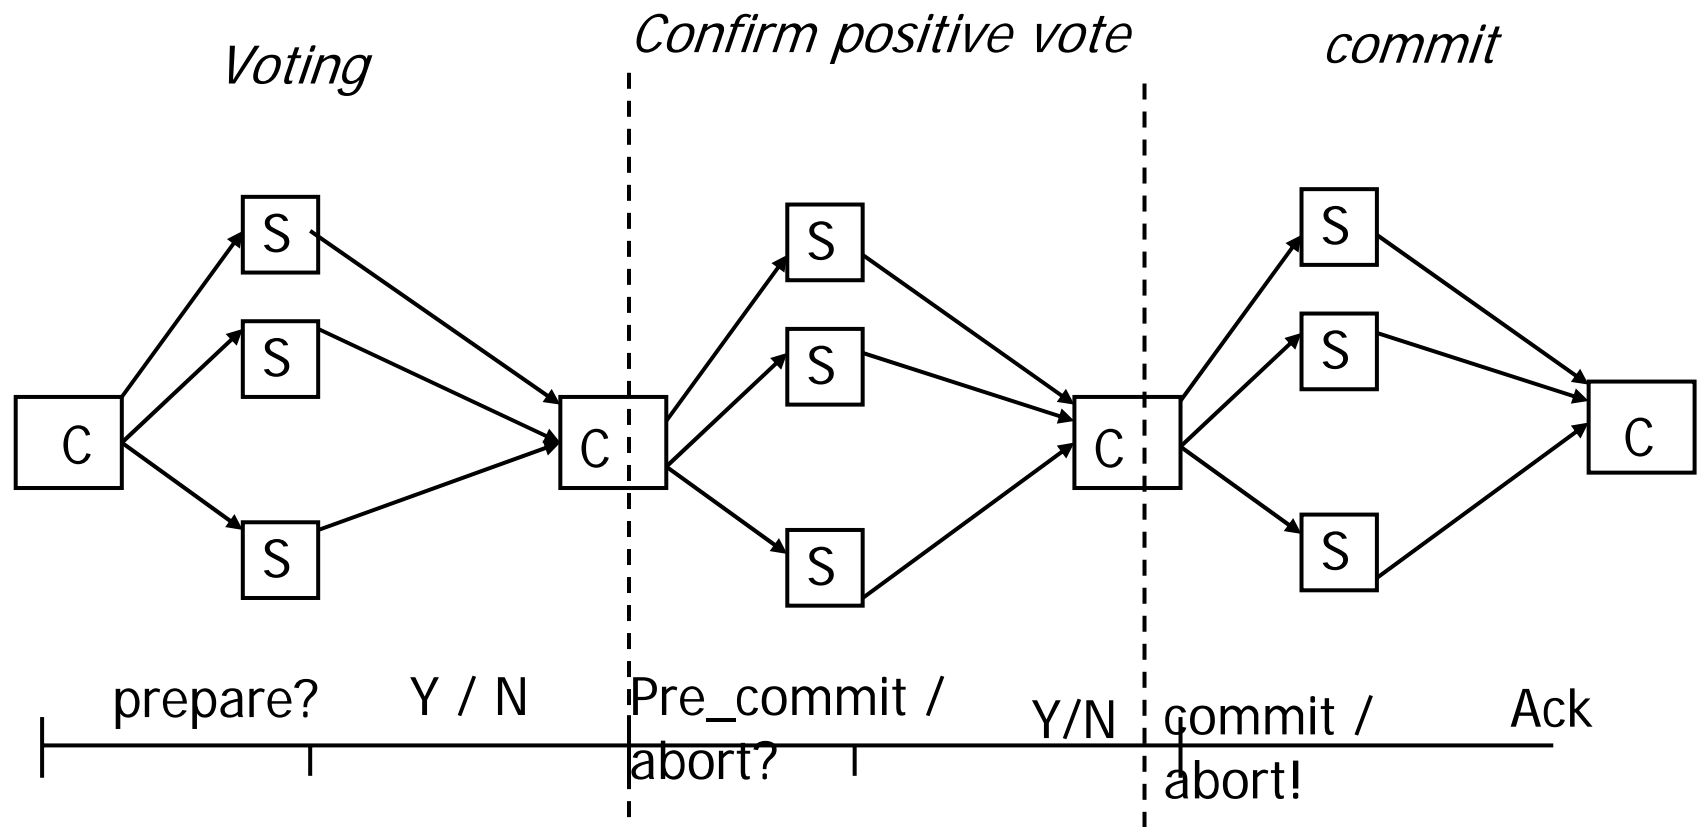 Voting
Confirm positive vote
commit
S
S
S
S
S
S
S
S
S
C
C
C
C
prepare?
Y / N
Pre_commit /
abort?
Y/N
commit /
abort!
Ack